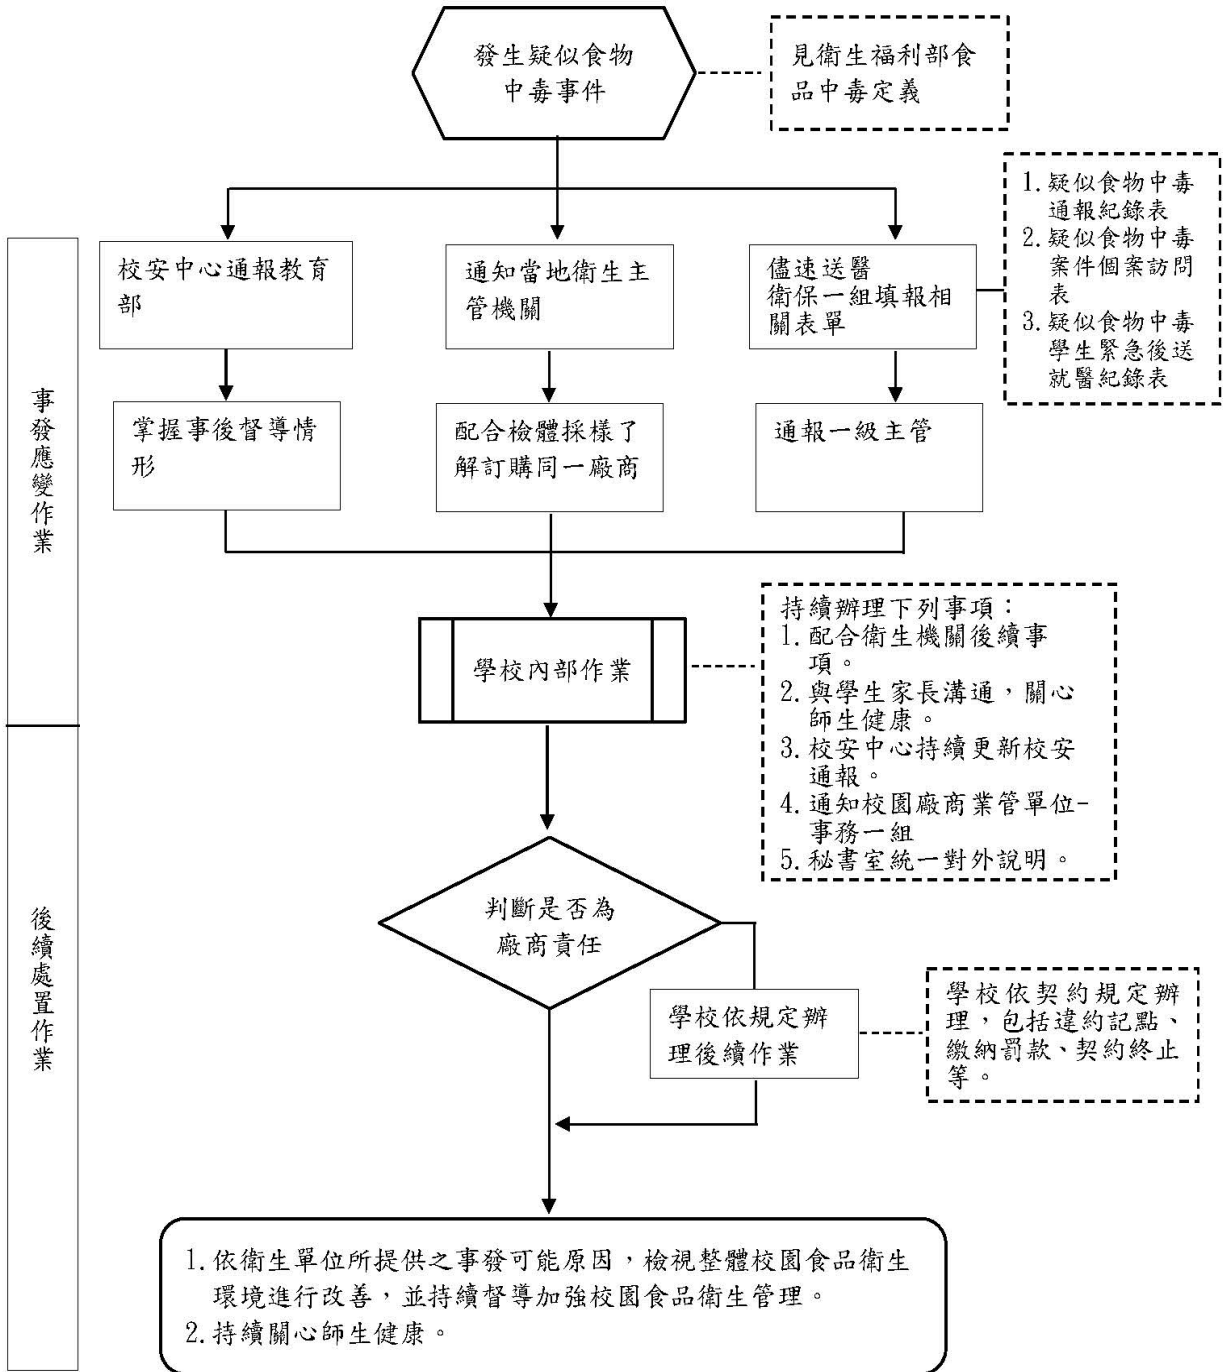 發生疑似食物
中毒事件
見衛生福利部食
品中毒定義
1.疑似食物中毒
通報紀錄表
2.疑似食物中毒
案件個案訪問
表
3.疑似食物中毒
學生緊急後送
就醫紀錄表
事發應變作業
校安中心通報教育
部
通知當地衛生主
管機關
儘速送醫
衛保一組填報相
關表單
掌握事後督導情
形
配合檢體採樣了
解訂購同一廠商
通報一級主管
學校內部作業
持續辦理下列事項：
1.配合衛生機關後續事
項。
2.與學生家長溝通，關心
師生健康。
3.校安中心持續更新校安
通報。
4.通知校園廠商業管單位-
事務一組
5.秘書室統一對外說明。
後續處置作業
判斷是否為
廠商責任
學校依規定辦
理後續作業
學校依契約規定辦
理，包括違約記點、
繳納罰款、契約終止
等。
1.依衛生單位所提供之事發可能原因，檢視整體校園食品衛生
環境進行改善，並持續督導加強校園食品衛生管理。
2.持續關心師生健康。